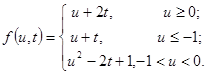 f(u,t) = { u + 2t, u ≥ 0;
u + t, u ≤ -1;
u² - 2t + 1, -1 < u < 0.